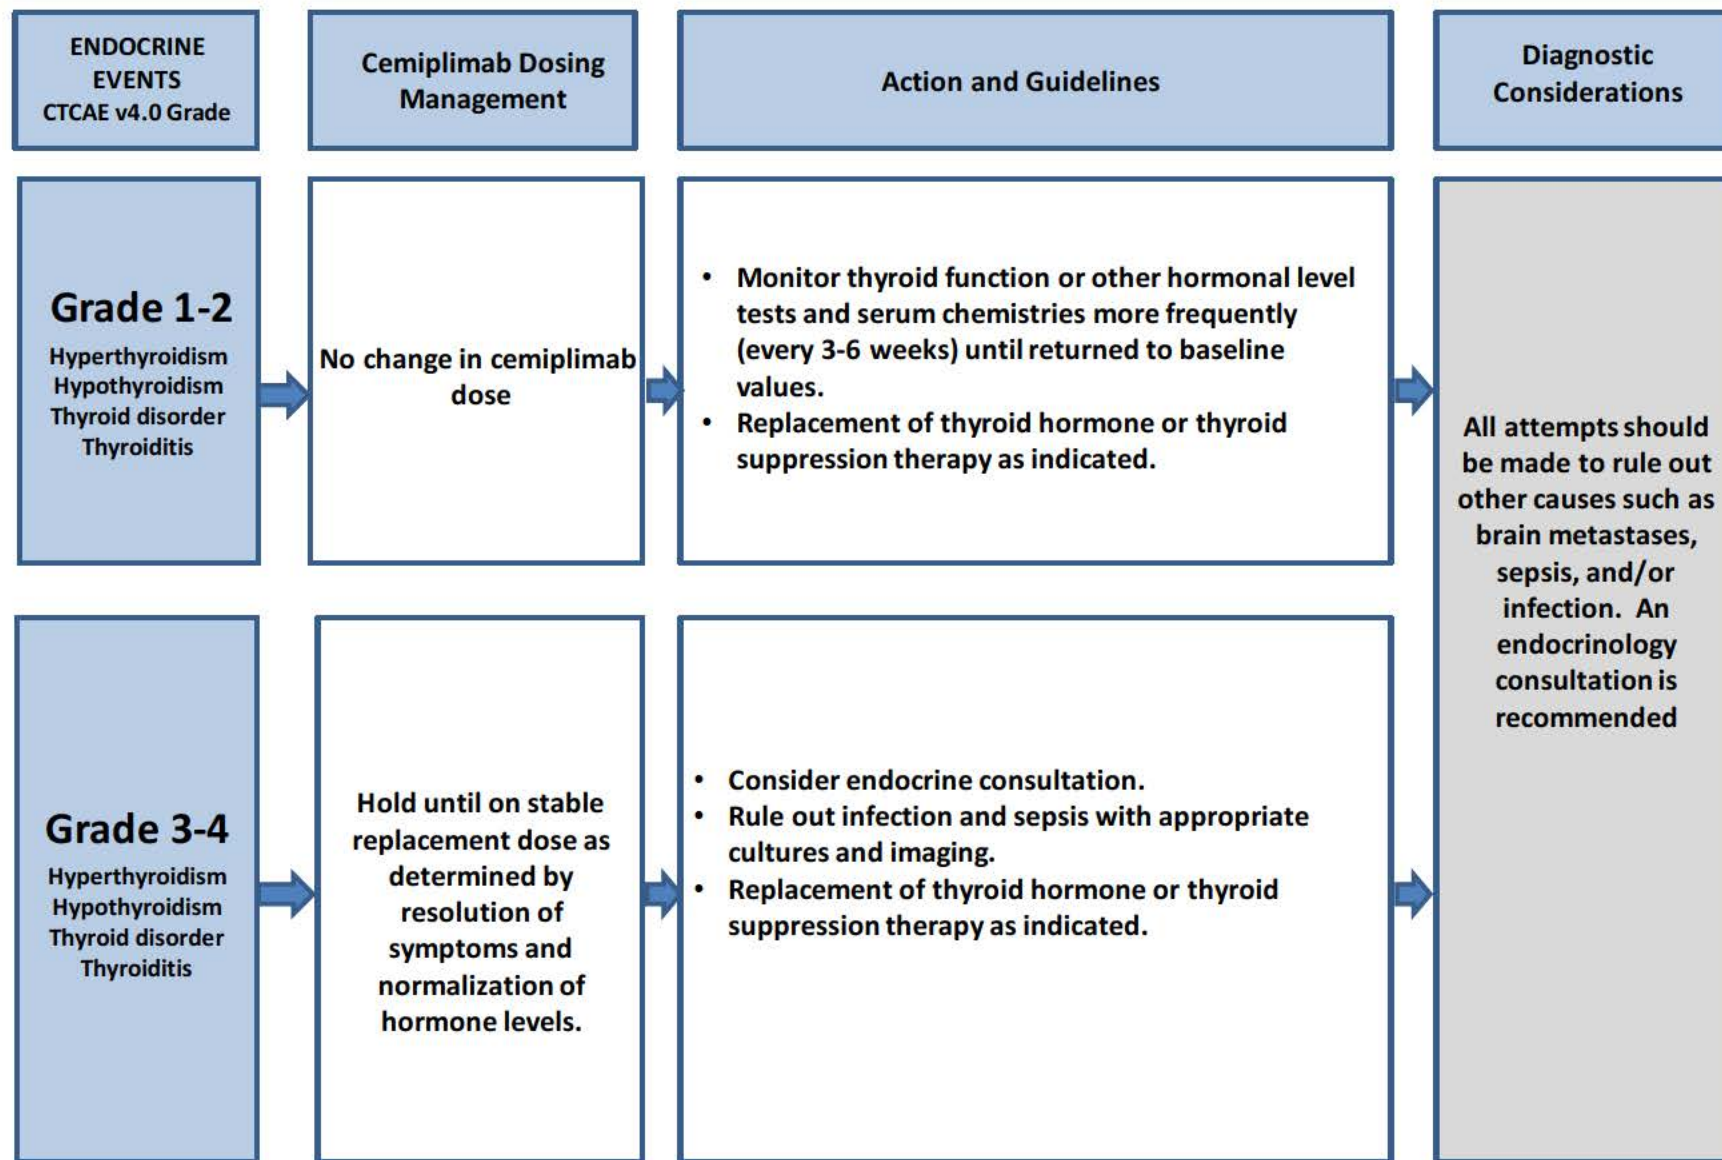 ENDOCRINE
EVENTS
CTCAE v4.0 Grade
Cemiplimab Dosing
Management
Action and Guidelines
Diagnostic
Considerations
Grade 1-2
Hyperthyroidism
Hypothyroidism
Thyroid disorder
Thyroiditis
No change in cemiplimab
dose
• Monitor thyroid function or other hormonal level
tests and serum chemistries more frequently
(every 3-6 weeks) until returned to baseline
values.
• Replacement of thyroid hormone or thyroid
suppression therapy as indicated.
All attempts should
be made to rule out
other causes such as
brain metastases,
sepsis, and/or
infection. An
endocrinology
consultation is
recommended
Grade 3-4
Hyperthyroidism
Hypothyroidism
Thyroid disorder
Thyroiditis
Hold until on stable
replacement dose as
determined by
resolution of
symptoms and
normalization of
hormone levels.
• Consider endocrine consultation.
• Rule out infection and sepsis with appropriate
cultures and imaging.
• Replacement of thyroid hormone or thyroid
suppression therapy as indicated.